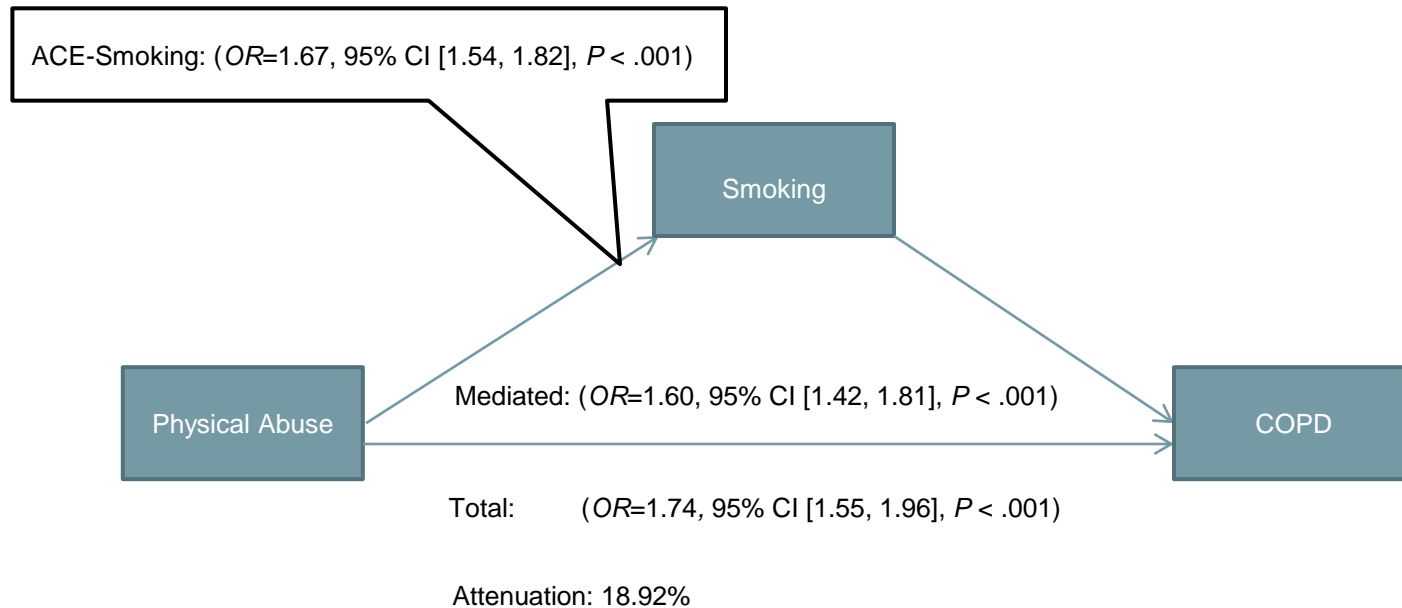 ACE-Smoking: (OR=1.67, 95% CI [1.54, 1.82], P < .001)
Smoking
Mediated: (OR=1.60, 95% CI [1.42, 1.81], P < .001)
Physical Abuse
COPD
Total: (OR=1.74, 95% CI [1.55, 1.96], P < .001)
Attenuation: 18.92%